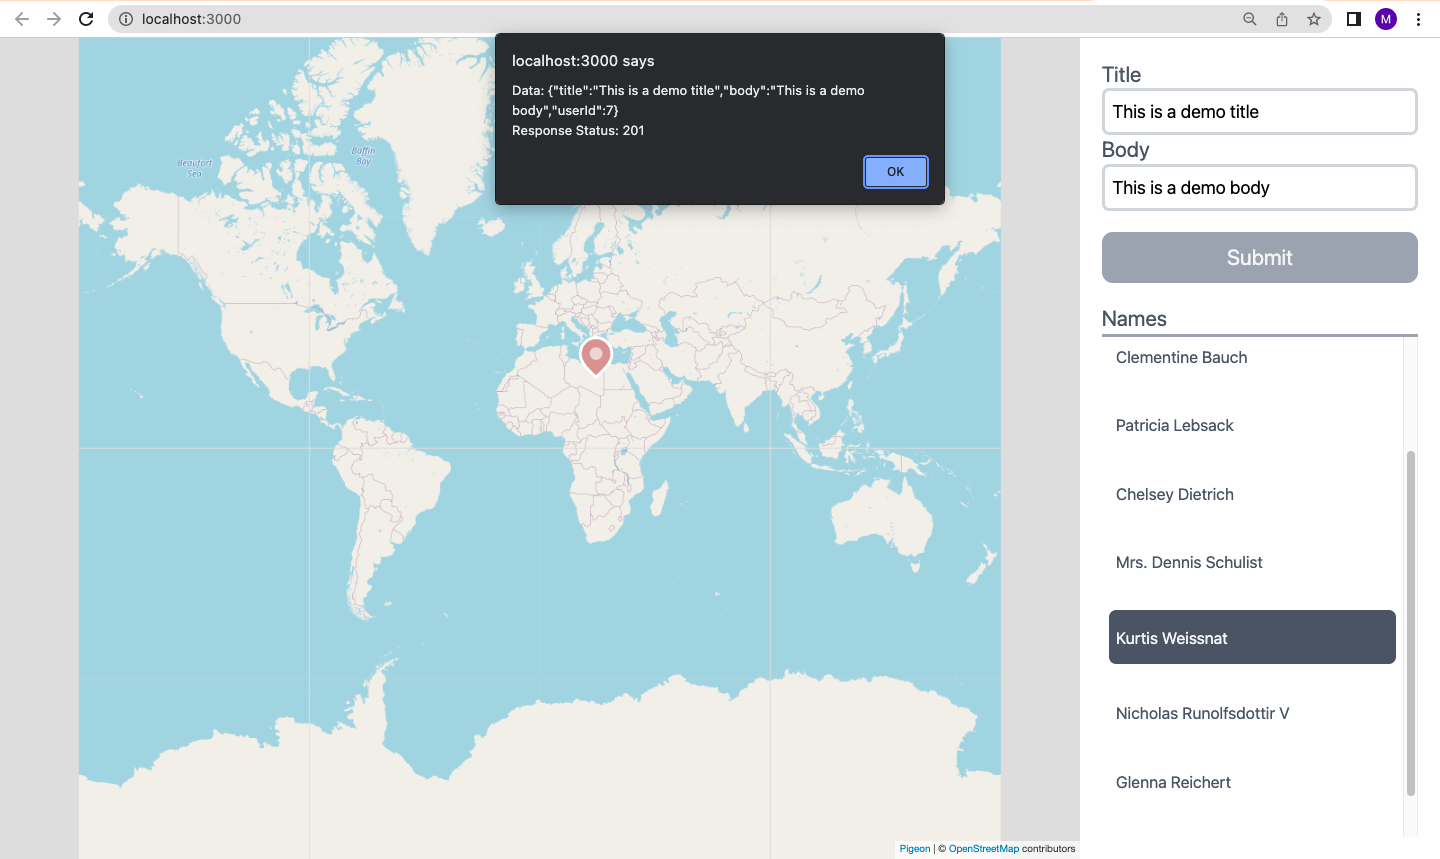 localhost:3000
M
localhost:3000 says
Data: {"title":"This is a demo title","body":"This is a demo
body","userId":7}
Response Status: 201
OK
Beaufort
Sea
Baffin
Bay
Pigeon | © OpenStreetMap contributors
Title
This is a demo title
Body
This is a demo body
Submit
Names
Clementine Bauch
Patricia Lebsack
Chelsey Dietrich
Mrs. Dennis Schulist
Kurtis Weissnat
Nicholas Runolfsdottir V
Glenna Reichert